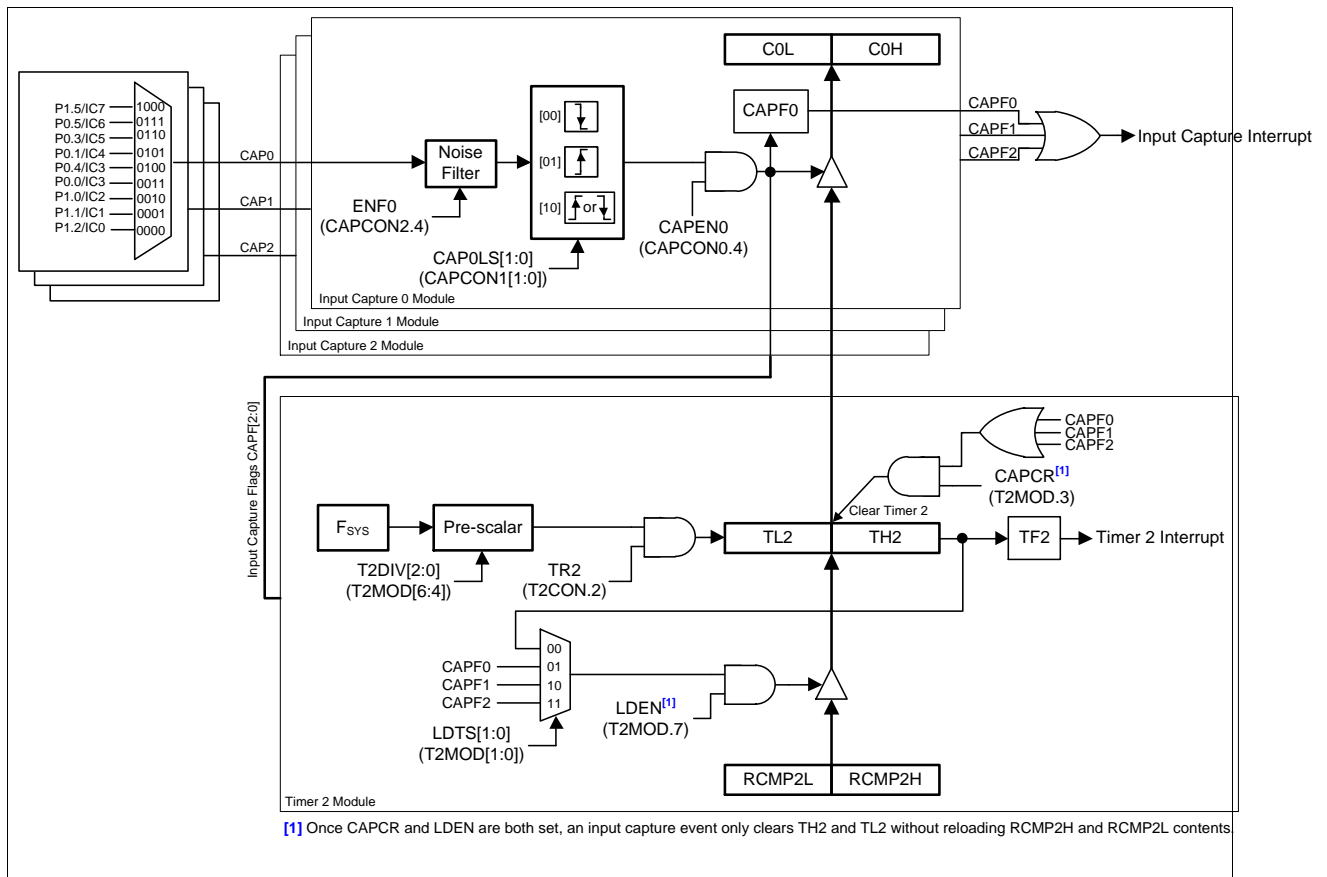 C0L C0H
P1.5/IC7 1000
P0.5/IC6 0111
P0.3/IC5 0110
P0.1/IC4 0101
P0.4/IC3 0100
P0.0/IC3 0011
P1.0/IC2 0010
P1.1/IC1 0001
P1.2/IC0 0000
CAP0
CAP1
CAP2
Noise
Filter
ENF0
(CAPCON2.4)
[00]
[01]
[10] or
CAP0LS[1:0]
(CAPCON1[1:0])
CAPEN0
(CAPCON0.4)
CAPF0
CAPF0
CAPF1
CAPF2
Input Capture Interrupt
Input Capture 0 Module
Input Capture 1 Module
Input Capture 2 Module
Input Capture Flags CAPF[2:0]
CAPF0
CAPF1
CAPF2
CAPCR[1]
(T2MOD.3)
Clear Timer 2
FSYS
Pre-scalar
T2DIV[2:0]
(T2MOD[6:4])
TR2
(T2CON.2)
TL2 TH2
TF2
Timer 2 Interrupt
00
CAPF0 01
CAPF1 10
CAPF2 11
LDTS[1:0]
(T2MOD[1:0])
LDEN[1]
(T2MOD.7)
RCMP2L RCMP2H
Timer 2 Module
[1] Once CAPCR and LDEN are both set, an input capture event only clears TH2 and TL2 without reloading RCMP2H and RCMP2L contents.